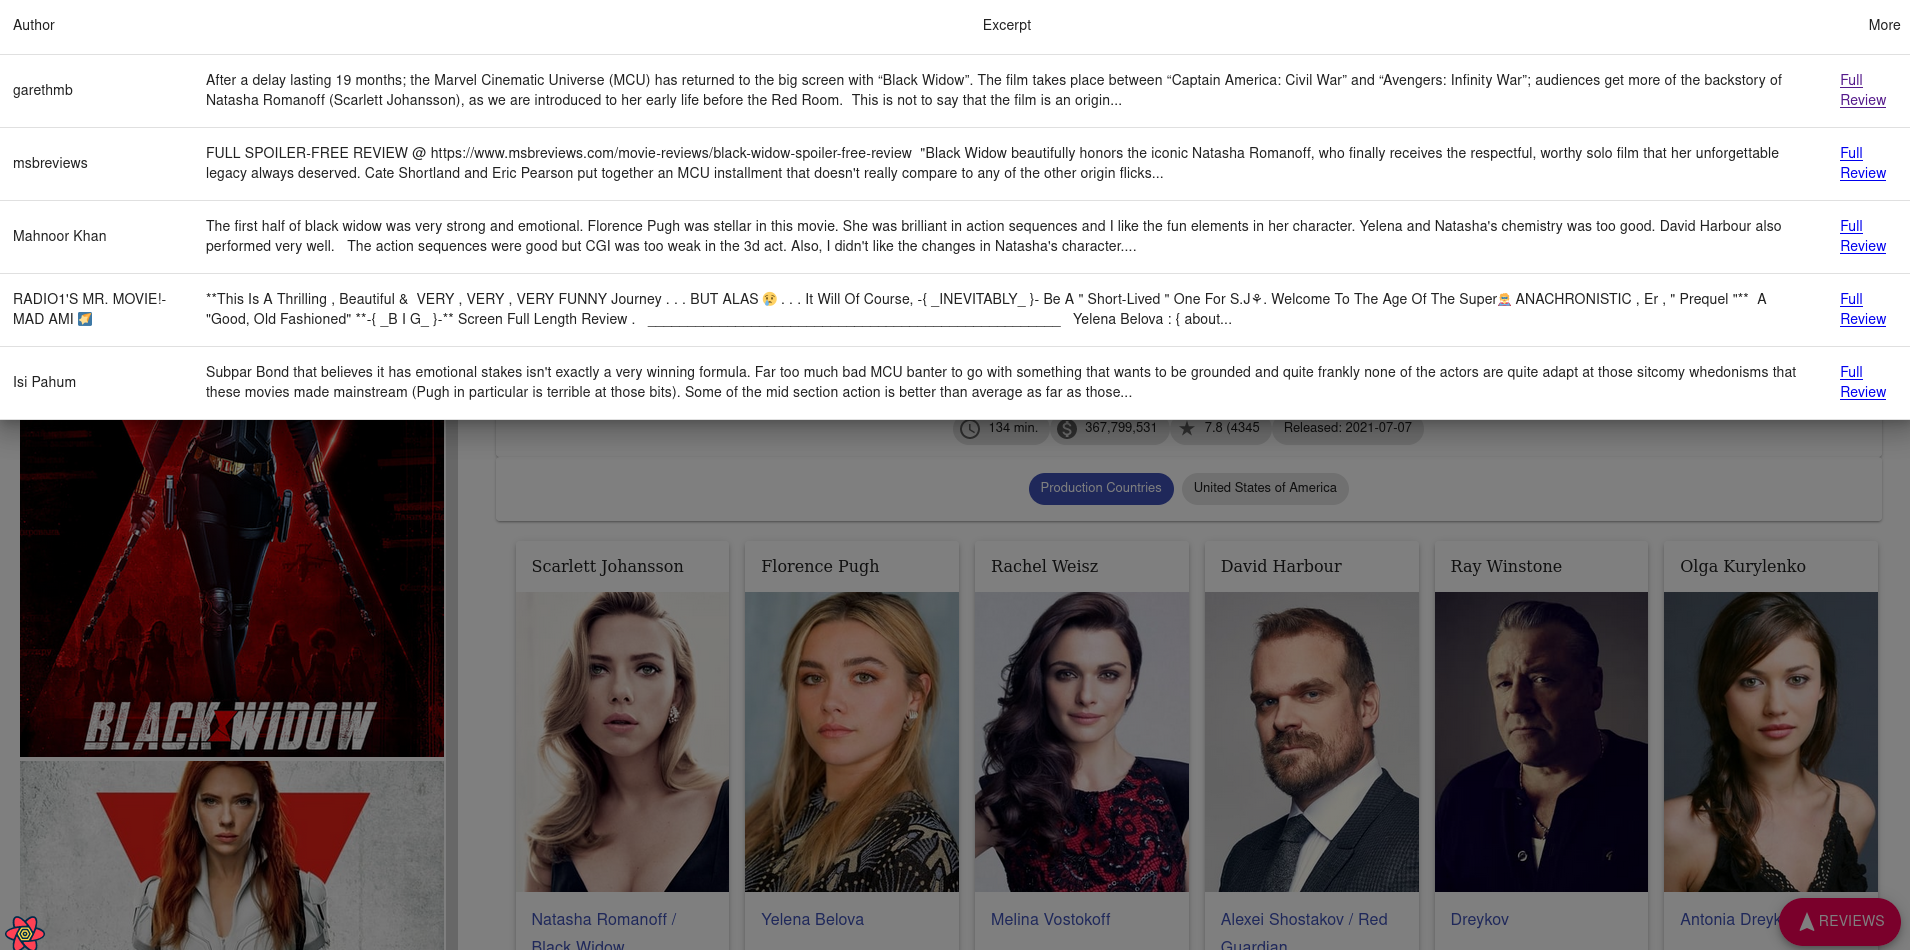 Author Excerpt More
garethmb
After a delay lasting 19 months; the Marvel Cinematic Universe (MCU) has returned to the big screen with “Black Widow”. The film takes place between “Captain America: Civil War” and “Avengers: Infinity War”; audiences get more of the backstory of
Natasha Romanoff (Scarlett Johansson), as we are introduced to her early life before the Red Room.  This is not to say that the film is an origin...
Full
Review
msbreviews
FULL SPOILER-FREE REVIEW @ https://www.msbreviews.com/movie-reviews/black-widow-spoiler-free-review  "Black Widow beautifully honors the iconic Natasha Romanoff, who finally receives the respectful, worthy solo film that her unforgettable
legacy always deserved. Cate Shortland and Eric Pearson put together an MCU installment that doesn't really compare to any of the other origin flicks...
Full
Review
Mahnoor Khan
The first half of black widow was very strong and emotional. Florence Pugh was stellar in this movie. She was brilliant in action sequences and I like the fun elements in her character. Yelena and Natasha's chemistry was too good. David Harbour also
performed very well.   The action sequences were good but CGI was too weak in the 3d act. Also, I didn't like the changes in Natasha's character....
Full
Review
RADIO1'S MR. MOVIE!-
MAD AMI
**This Is A Thrilling , Beautiful &  VERY , VERY , VERY FUNNY Journey . . . BUT ALAS 😢 . . . It Will Of Course, -{ _INEVITABLY_ }- Be A " Short-Lived " One For S.J⚘. Welcome To The Age Of The Super ANACHRONISTIC , Er , " Prequel "**  A
"Good, Old Fashioned" **-{ _B I G_ }-** Screen Full Length Review .   ___________________________________________________   Yelena Belova : { about...
Full
Review
Isi Pahum
Subpar Bond that believes it has emotional stakes isn't exactly a very winning formula. Far too much bad MCU banter to go with something that wants to be grounded and quite frankly none of the actors are quite adapt at those sitcomy whedonisms that
these movies made mainstream (Pugh in particular is terrible at those bits). Some of the mid section action is better than average as far as those...
Full
Review
134 min. 367,799,531 7.8 (4345 Released: 2021-07-07
Production Countries United States of America
Scarlett Johansson Florence Pugh Rachel Weisz David Harbour Ray Winstone Olga Kurylenko
BLACK WIDOW
Natasha Romanoff /
Black Widow
Yelena Belova
Melina Vostokoff
Alexei Shostakov / Red
Guardian
Dreykov
Antonia Dreyk
REVIEWS